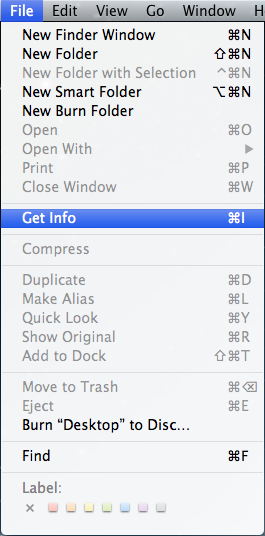 File Edit View Go Window H
New Finder Window ⌘N
New Folder ⇧⌘N
New Folder with Selection ^⌘N
New Smart Folder ⌥⌘N
New Burn Folder
Open ⌘O
Open With ▶
Print ⌘P
Close Window ⌘W
Get Info ⌘I
Compress
Duplicate ⌘D
Make Alias ⌘L
Quick Look ⌘Y
Show Original ⌘R
Add to Dock ⇧⌘T
Move to Trash ⌘⌫
Eject ⌘E
Burn “Desktop” to Disc…
Find ⌘F
Label:
×